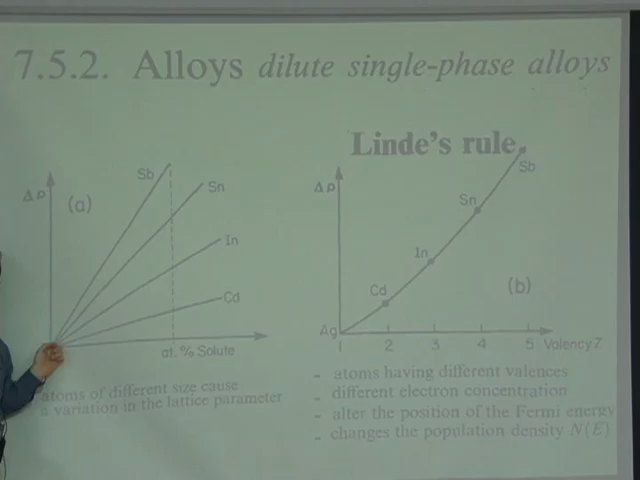 7.5.2. Alloys dilute single-phase alloys
Linde's rule.
Δρ
(a)
Sb
Sn
In
Cd
at. % Solute
Δρ
Sb
Sn
In
Cd
Ag
(b)
1 2 3 4 5 Valency Z
atoms of different size cause
a variation in the lattice parameter
- atoms having different valences
- different electron concentration
- alter the position of the Fermi energy
- changes the population density N(E)